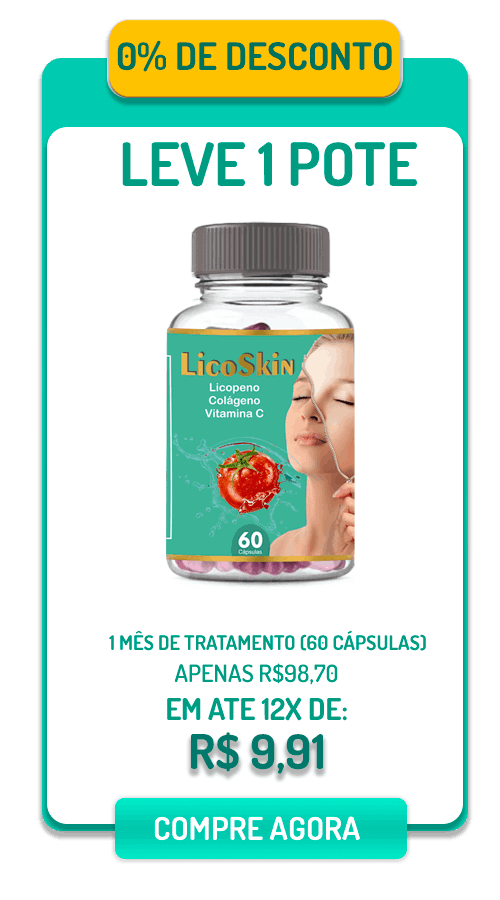 0% DE DESCONTO
LEVE 1 POTE
LicoSkin
Licopeno
Colágeno
Vitamina C
60
Cápsulas
1 MÊS DE TRATAMENTO (60 CÁPSULAS)
APENAS R$98,70
EM ATE 12X DE:
R$ 9,91
COMPRE AGORA